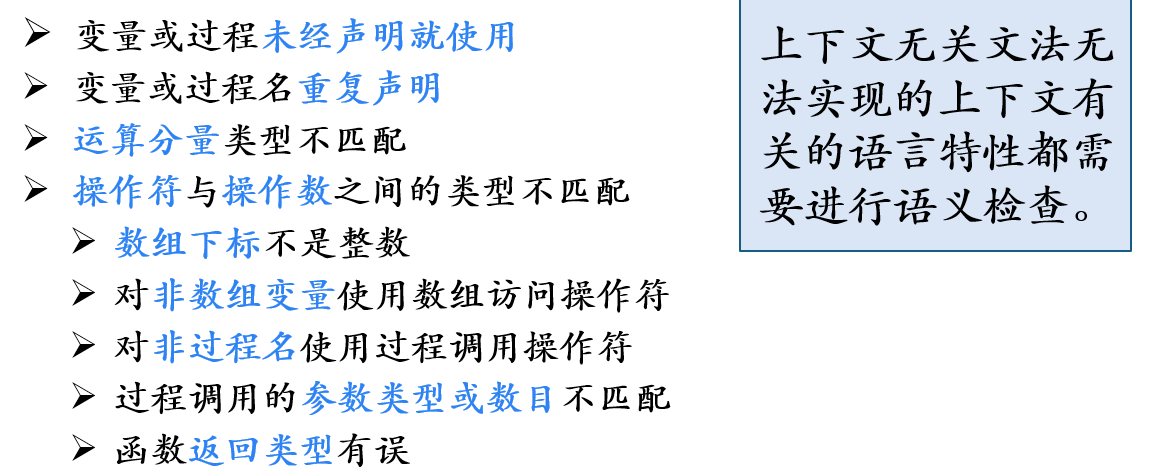 ➢ 变量或过程未经声明就使用
➢ 变量或过程名重复声明
➢ 运算分量类型不匹配
➢ 操作符与操作数之间的类型不匹配
➢ 数组下标不是整数
➢ 对非数组变量使用数组访问操作符
➢ 对非过程名使用过程调用操作符
➢ 过程调用的参数类型或数目不匹配
➢ 函数返回类型有误
上下文无关文法无
法实现的上下文有
关的语言特性都需
要进行语义检查。